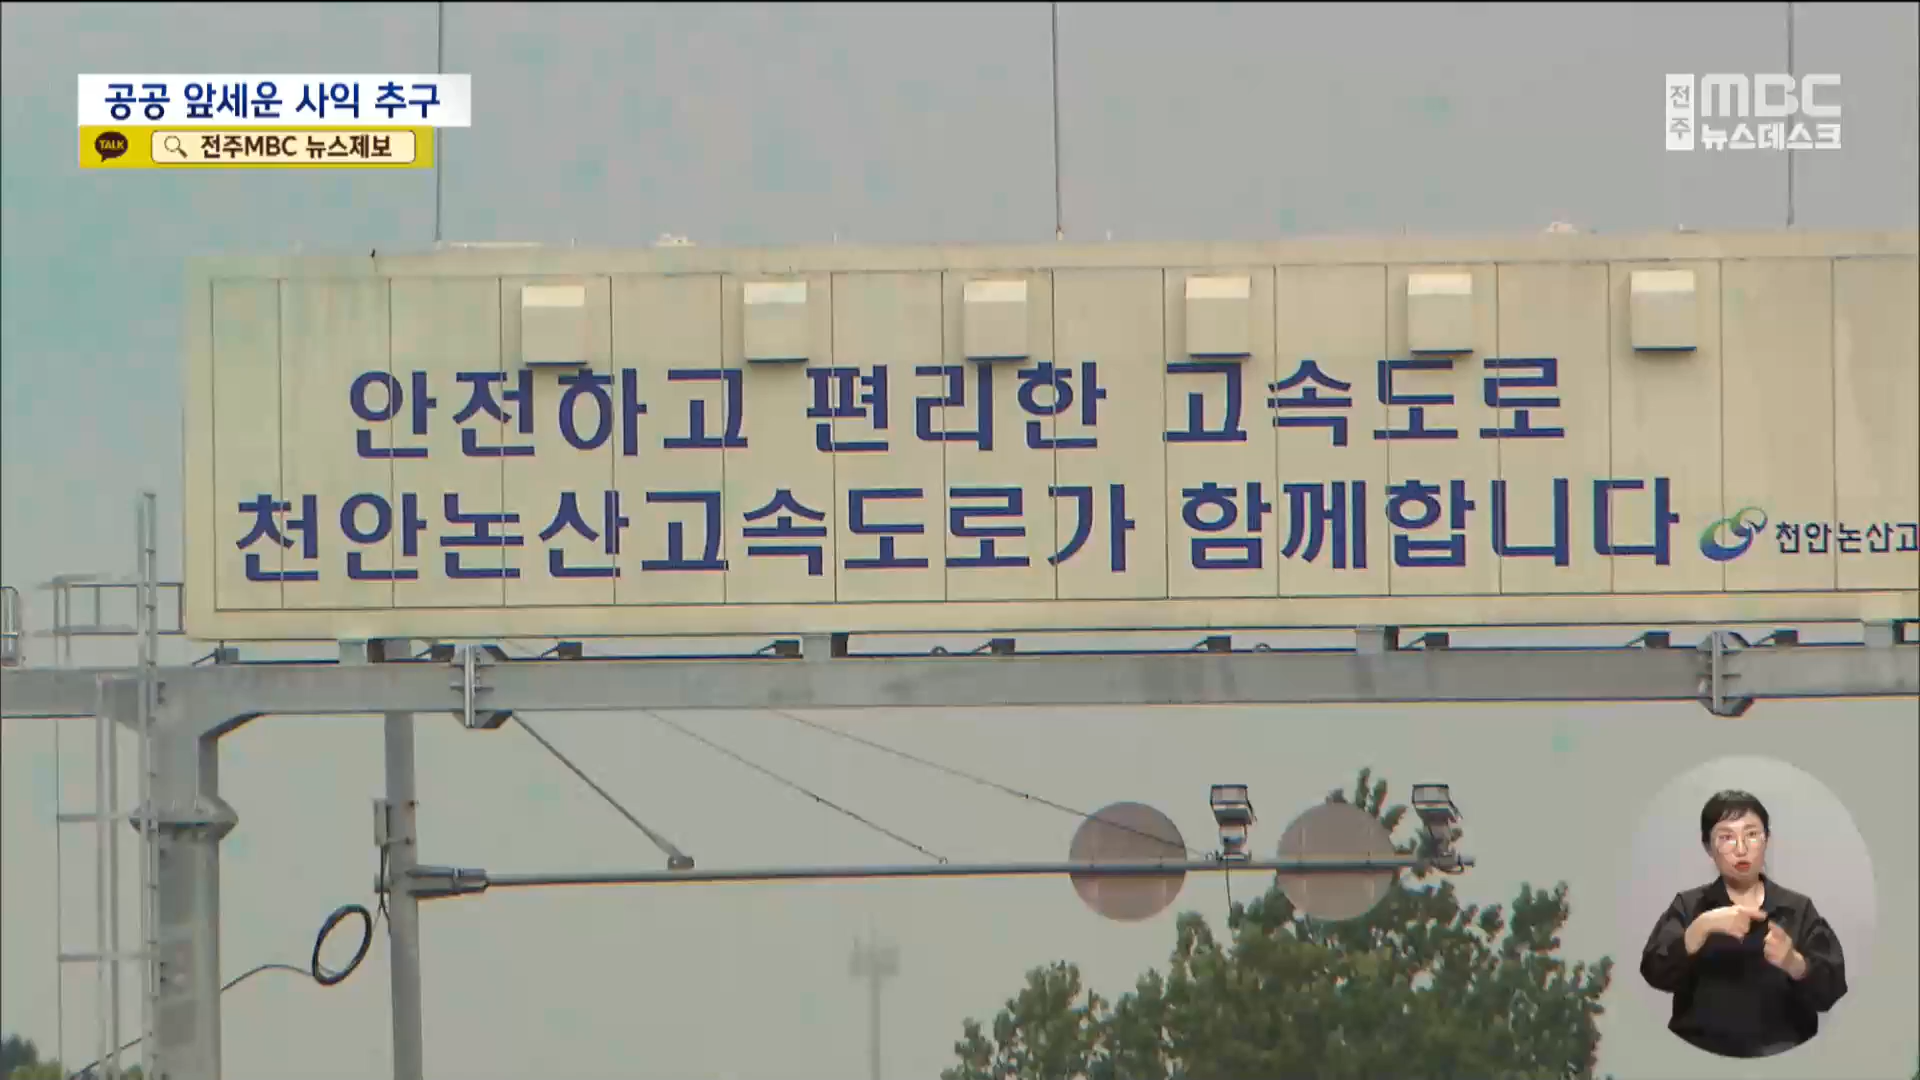 공공 앞세운 사익 추구
TALK
전주MBC 뉴스제보
전주
MBC
뉴스데스크
안전하고 편리한 고속도로
천안논산고속도로가 함께합니다
천안논산고